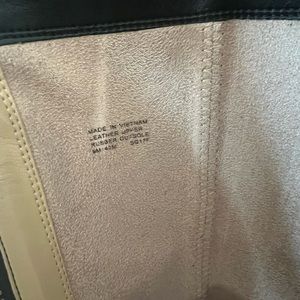 MADE IN VIETNAM
LEATHER UPPER
RUBBER OUTSOLE